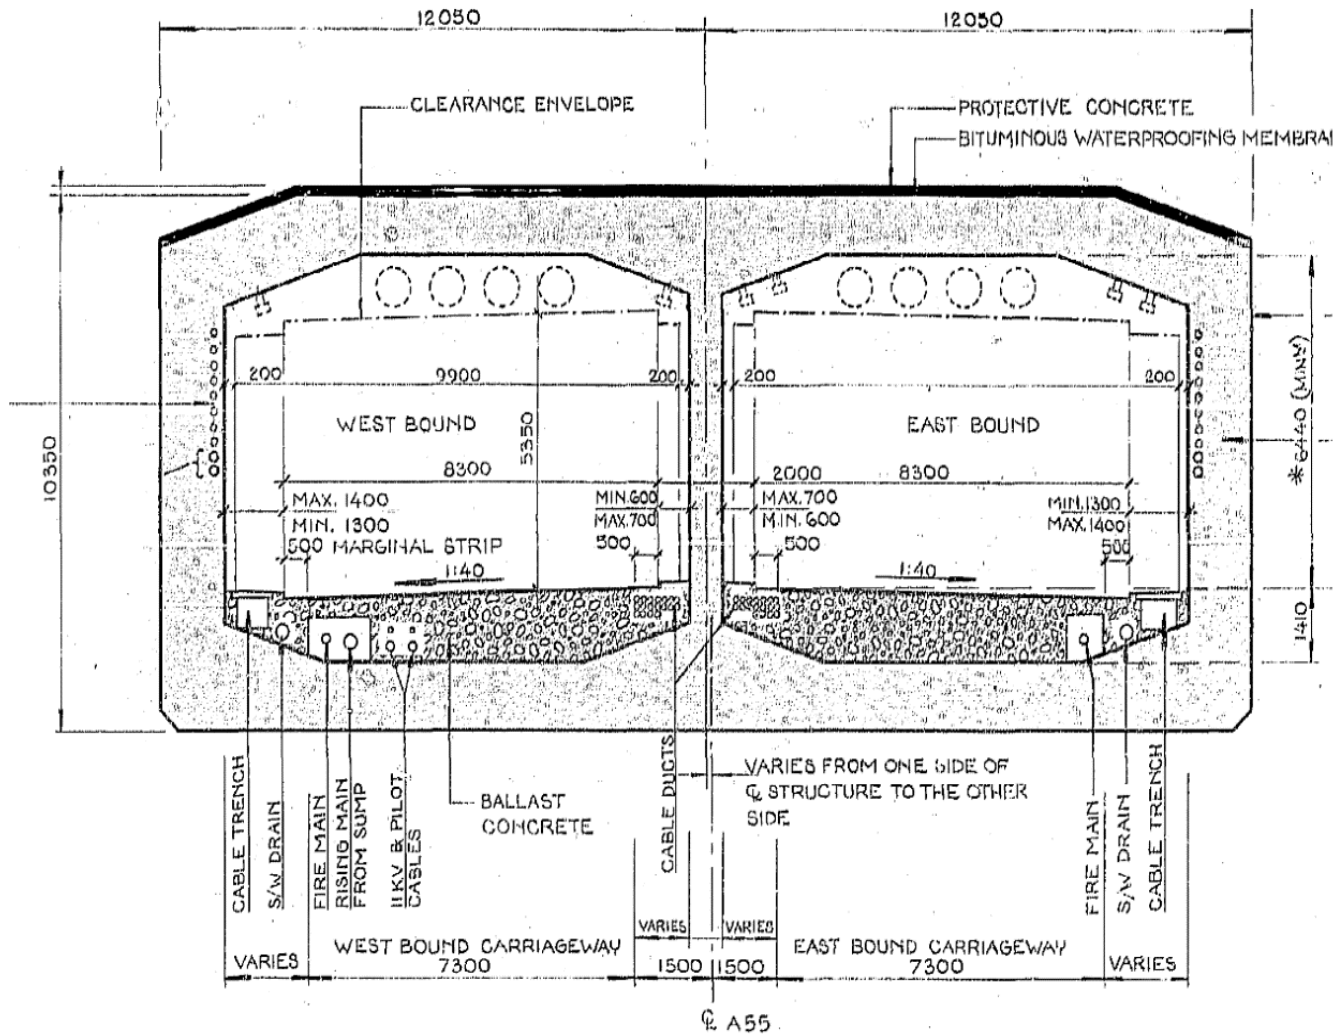 12050
12050
CLEARANCE ENVELOPE
PROTECTIVE CONCRETE
BITUMINOUS WATERPROOFING MEMBRA
200
9900
200
200
200
WEST BOUND
EAST BOUND
5350
10350
*6440 (MINM)
8300
2000
8300
MAX. 1400
MIN. 600
MAX. 700
MIN. 1300
MIN. 1300
MAX. 700
MIN. 600
MAX. 1400
500 MARGINAL STRIP
500
500
500
1:40
1:40
1410
CABLE TRENCH
S/W DRAIN
FIRE MAIN
RISING MAIN
FROM SUMP
11KV & PILOT
CABLES
BALLAST
CONCRETE
CABLE DUCTS
VARIES FROM ONE SIDE OF
℄ STRUCTURE TO THE OTHER
SIDE
FIRE MAIN
S/W DRAIN
CABLE TRENCH
VARIES
VARIES
VARIES
WEST BOUND CARRIAGEWAY
7300
1500
1500
EAST BOUND CARRIAGEWAY
7300
VARIES
℄ A55